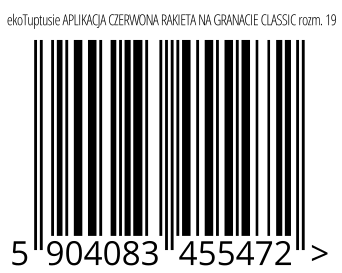 ekoTuptusie APLIKACJA CZERWONA RAKIETA NA GRANACIE CLASSIC rozm. 19
5 904083 455472 >